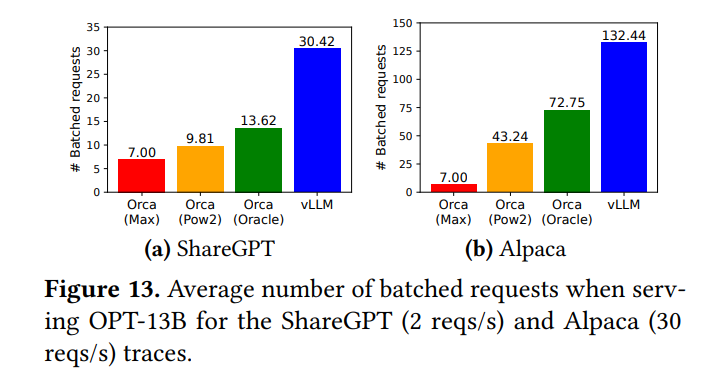 # Batched requests
35
30
25
20
15
10
5
0
7.00
9.81
13.62
30.42
Orca
(Max)
Orca
(Pow2)
Orca
(Oracle)
vLLM
(a) ShareGPT
# Batched requests
150
125
100
75
50
25
0
7.00
43.24
72.75
132.44
Orca
(Max)
Orca
(Pow2)
Orca
(Oracle)
vLLM
(b) Alpaca
Figure 13. Average number of batched requests when serv-
ing OPT-13B for the ShareGPT (2 reqs/s) and Alpaca (30
reqs/s) traces.